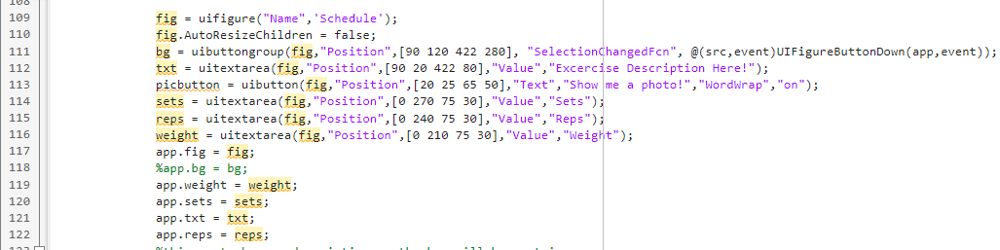 109 fig = uifigure("Name",'Schedule');
110 fig.AutoResizeChildren = false;
111 bg = uibuttongroup(fig,"Position",[90 120 422 280], "SelectionChangedFcn", @(src,event)UIFigureButtonDown(app,event));
112 txt = uitextarea(fig,"Position",[90 20 422 80],"Value","Excercise Description Here!");
113 picbutton = uibutton(fig,"Position",[20 25 65 50],"Text","Show me a photo!","WordWrap","on");
114 sets = uitextarea(fig,"Position",[0 270 75 30],"Value","Sets");
115 reps = uitextarea(fig,"Position",[0 240 75 30],"Value","Reps");
116 weight = uitextarea(fig,"Position",[0 210 75 30],"Value","Weight");
117 app.fig = fig;
118 %app.bg = bg;
119 app.weight = weight;
120 app.sets = sets;
121 app.txt = txt;
122 app.reps = reps;